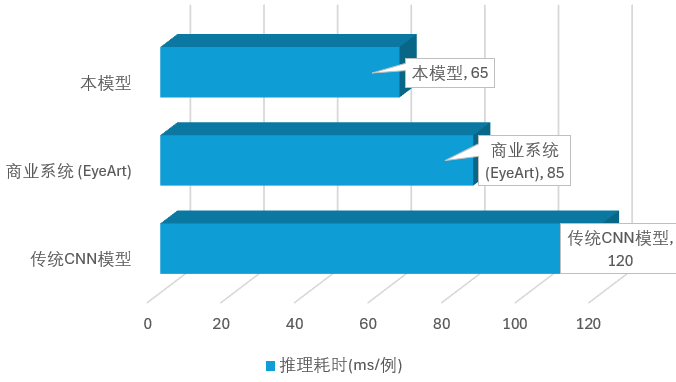 本模型
本模型, 65
商业系统 (EyeArt)
商业系统
(EyeArt), 85
传统CNN模型
传统CNN模型,
120
0 20 40 60 80 100 120
推理耗时(ms/例)